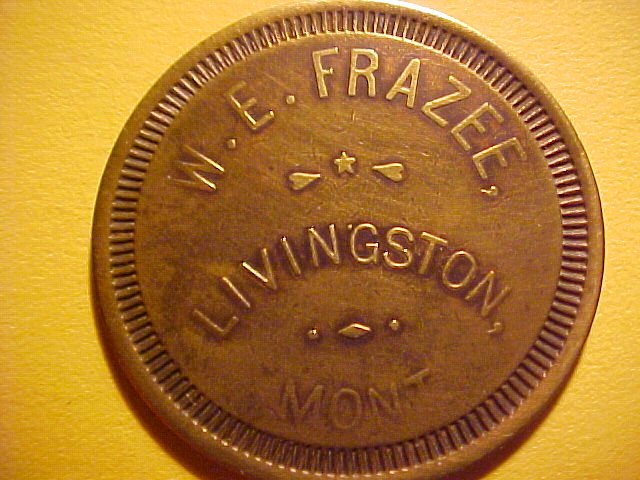 W. E. FRAZEE,
LIVINGSTON,
MONT